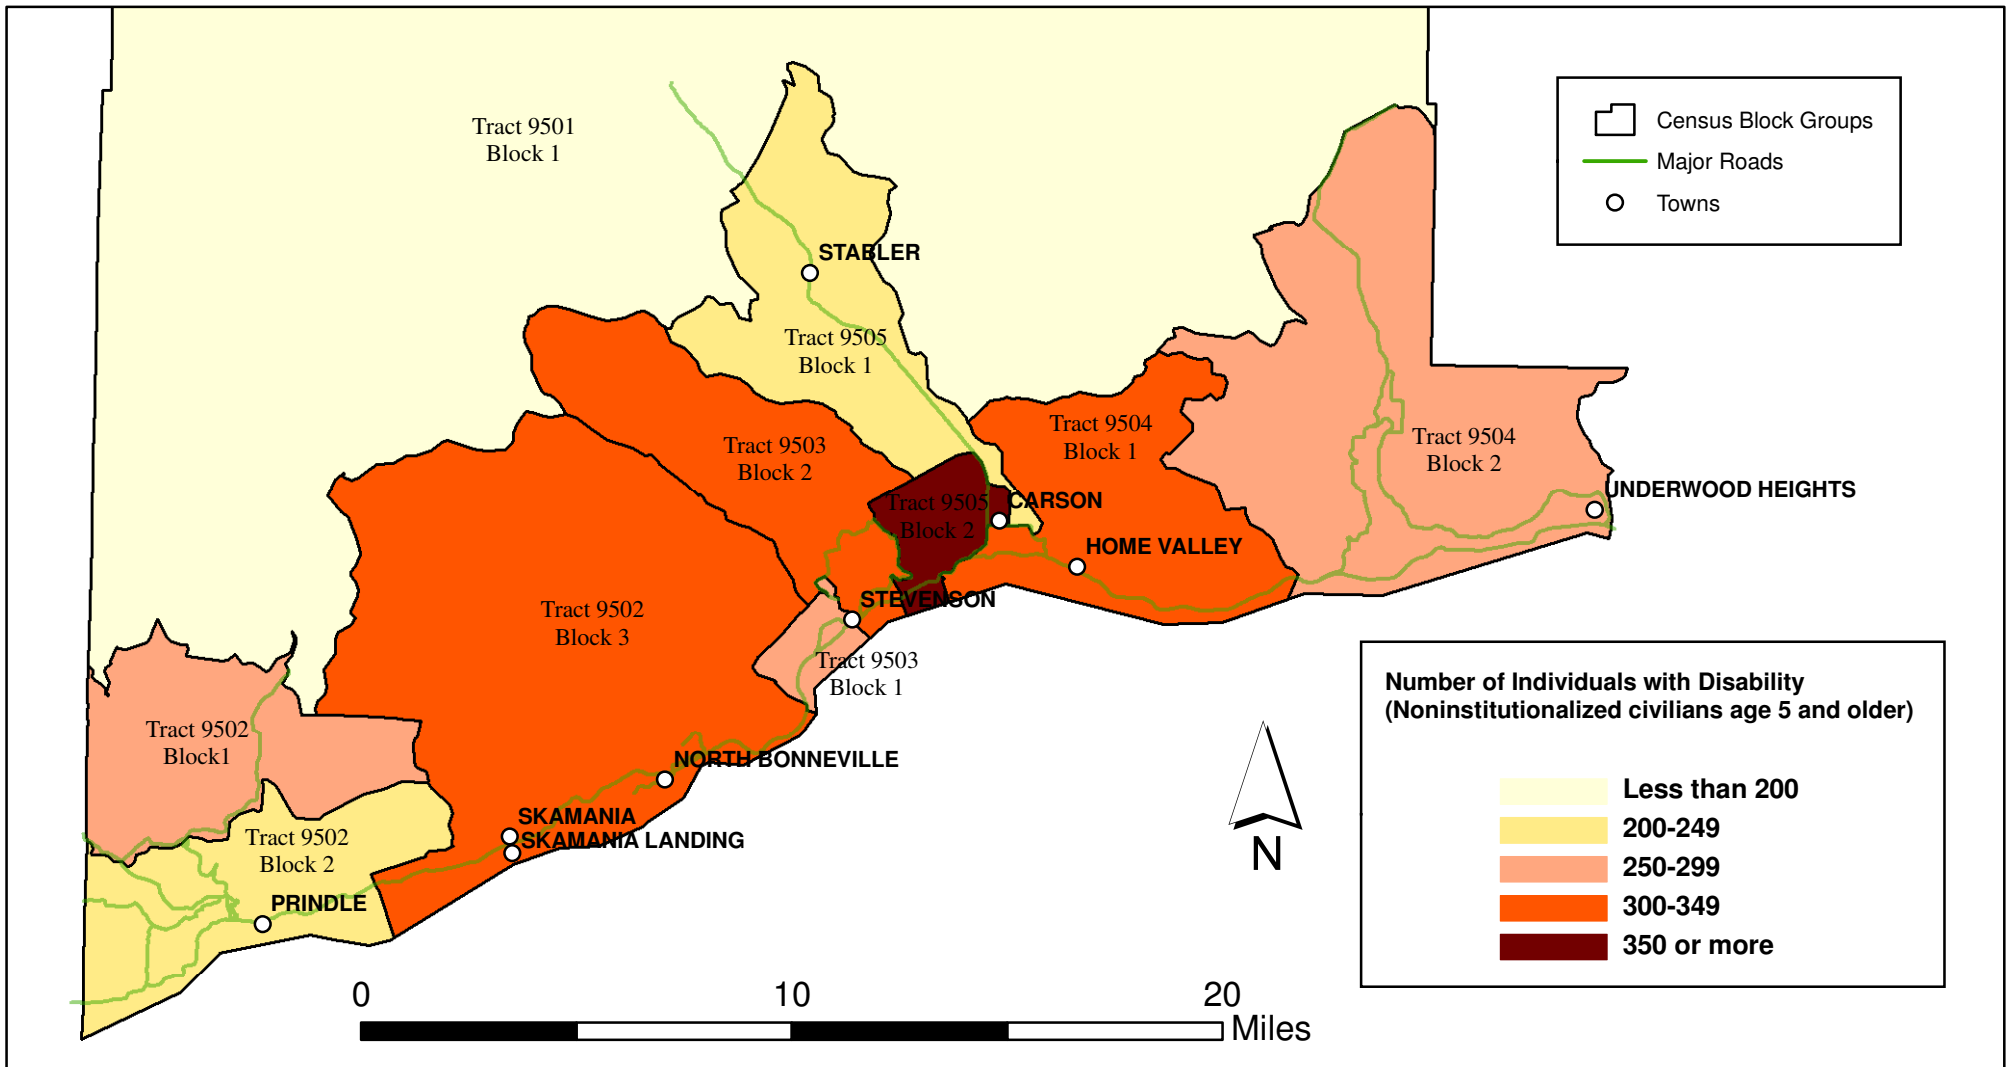 Tract 9501
Block 1
Census Block Groups
Major Roads
Towns
STABLER
Tract 9505
Block 1
Tract 9504
Block 1
Tract 9503
Block 2
Tract 9504
Block 2
Tract 9505
Block 2
CARSON
UNDERWOOD HEIGHTS
HOME VALLEY
STEVENSON
Tract 9502
Block 3
Tract 9503
Block 1
Tract 9502
Block1
NORTH BONNEVILLE
SKAMANIA
SKAMANIA LANDING
Tract 9502
Block 2
PRINDLE
Number of Individuals with Disability
(Noninstitutionalized civilians age 5 and older)
Less than 200
200-249
250-299
300-349
350 or more
N
0 10 20
Miles